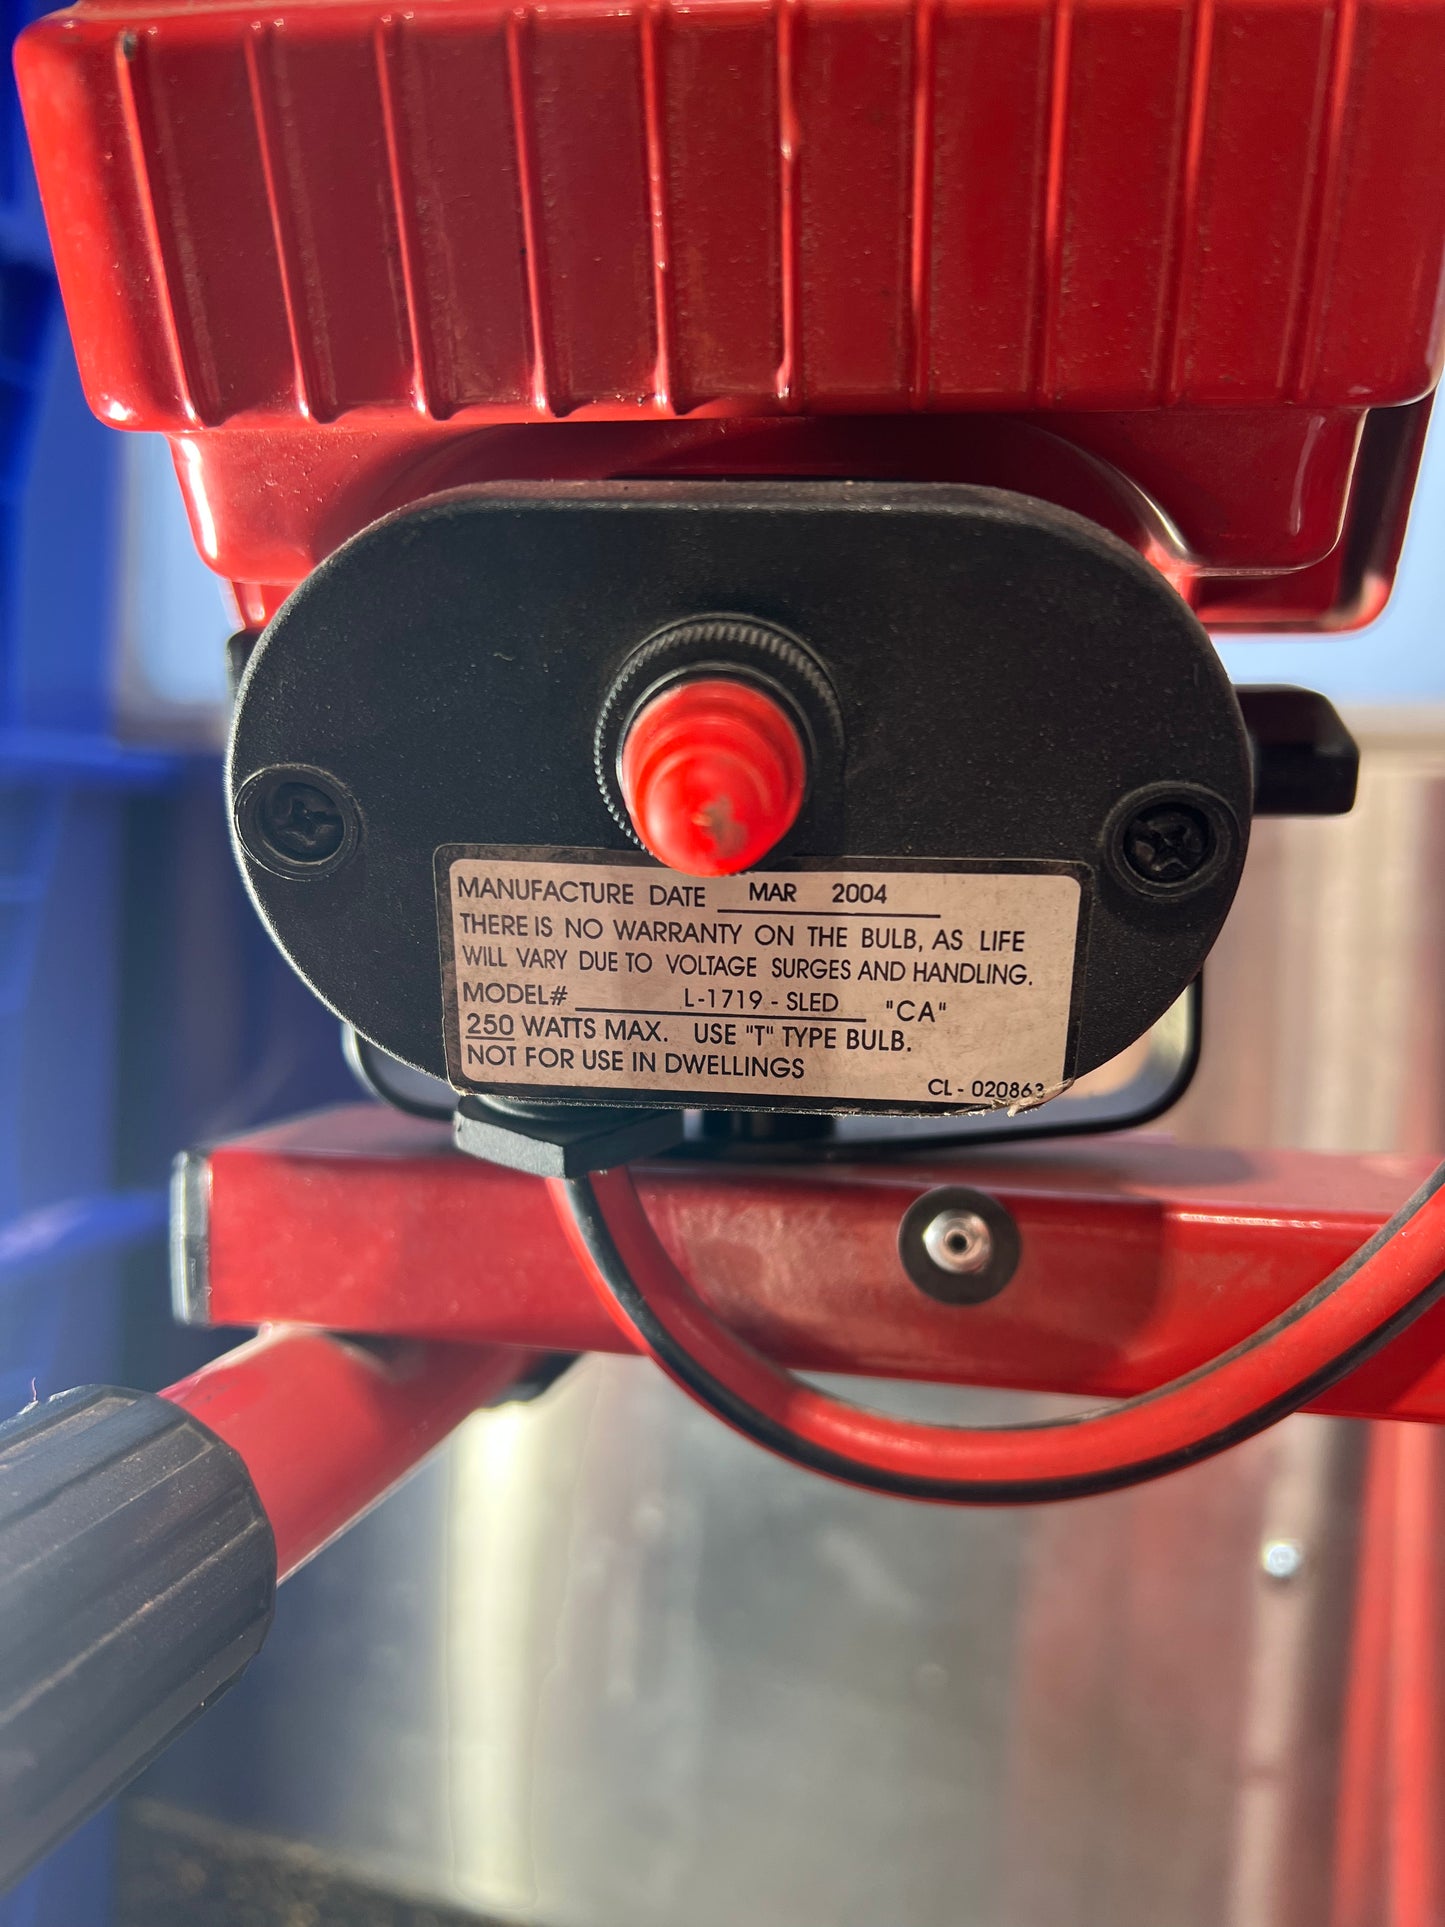 MANUFACTURE DATE MAR 2004
THERE IS NO WARRANTY ON THE BULB, AS LIFE
WILL VARY DUE TO VOLTAGE SURGES AND HANDLING.
MODEL# L-1719 - SLED "CA"
250 WATTS MAX. USE "T" TYPE BULB.
NOT FOR USE IN DWELLINGS
CL - 020863